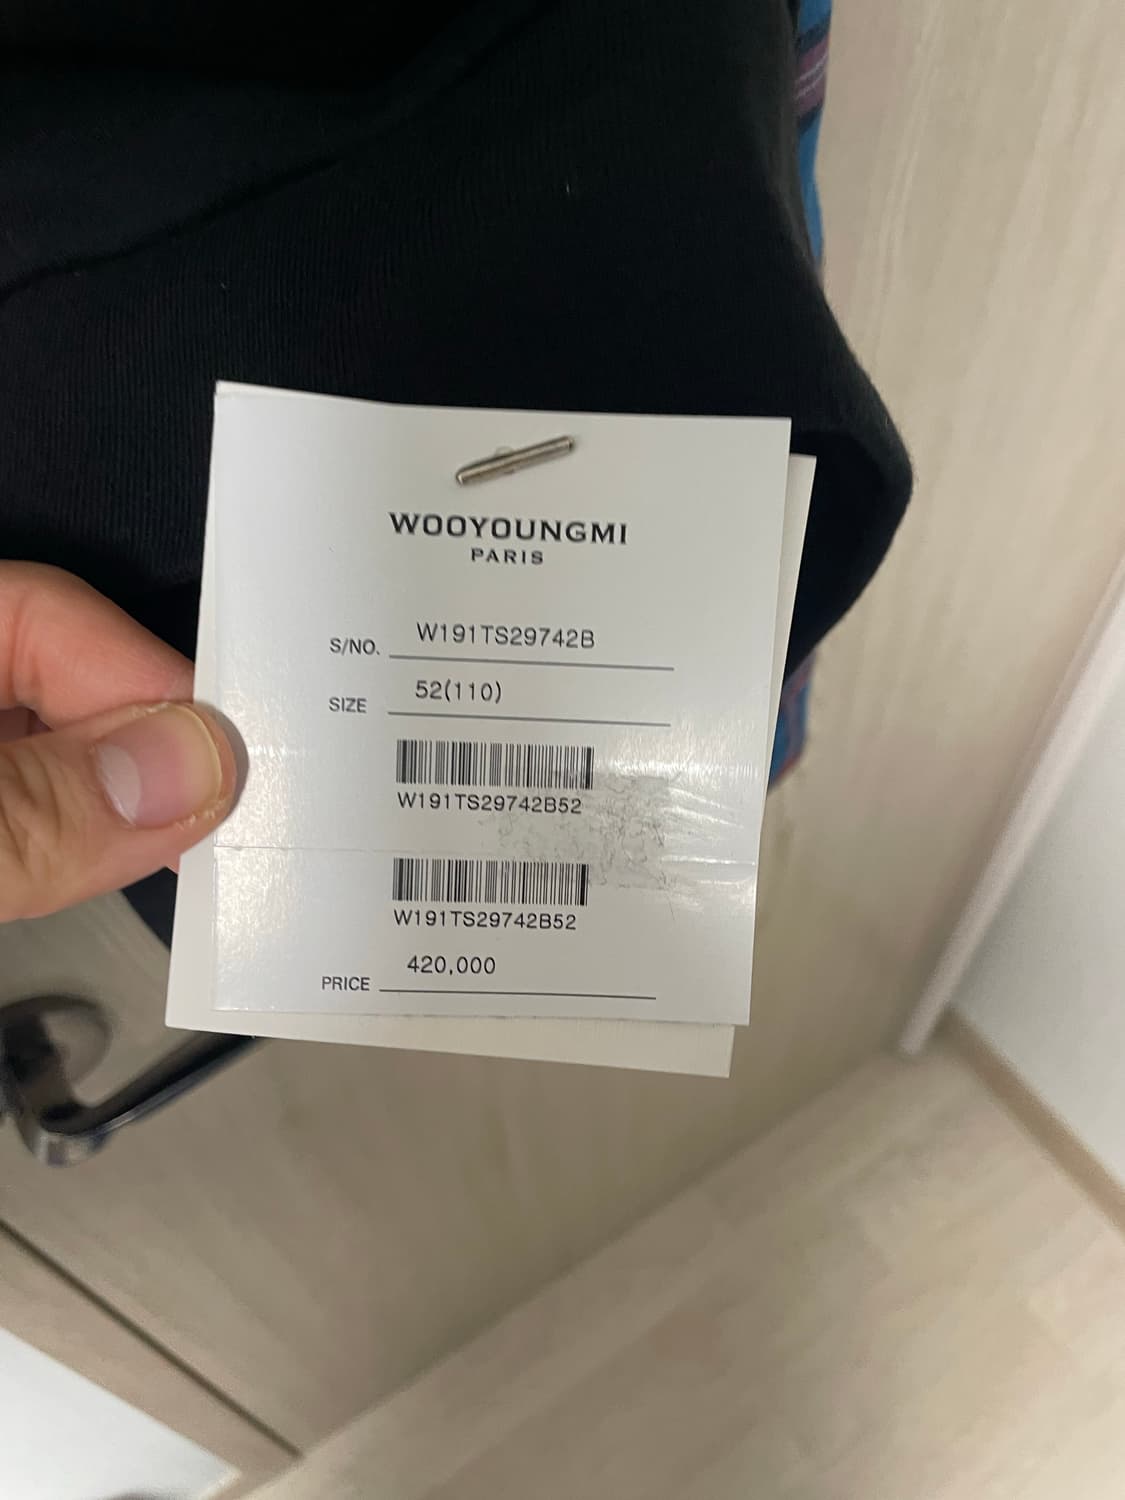 WOOYOUNGMI
PARIS
S/NO. W191TS29742B
SIZE 52(110)
W191TS29742B52
W191TS29742B52
PRICE 420,000